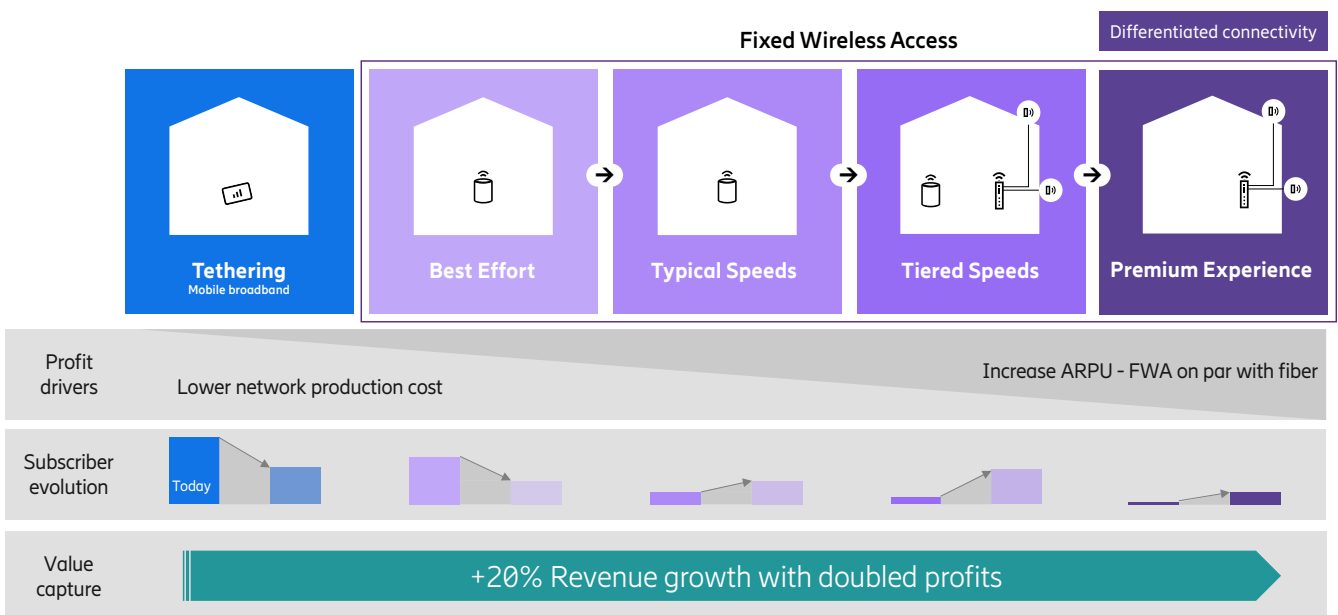 Fixed Wireless Access
Differentiated connectivity
Tethering
Mobile broadband
Best Effort
Typical Speeds
Tiered Speeds
Premium Experience
Profit
drivers
Lower network production cost
Increase ARPU - FWA on par with fiber
Subscriber
evolution
Today
Value
capture
+20% Revenue growth with doubled profits